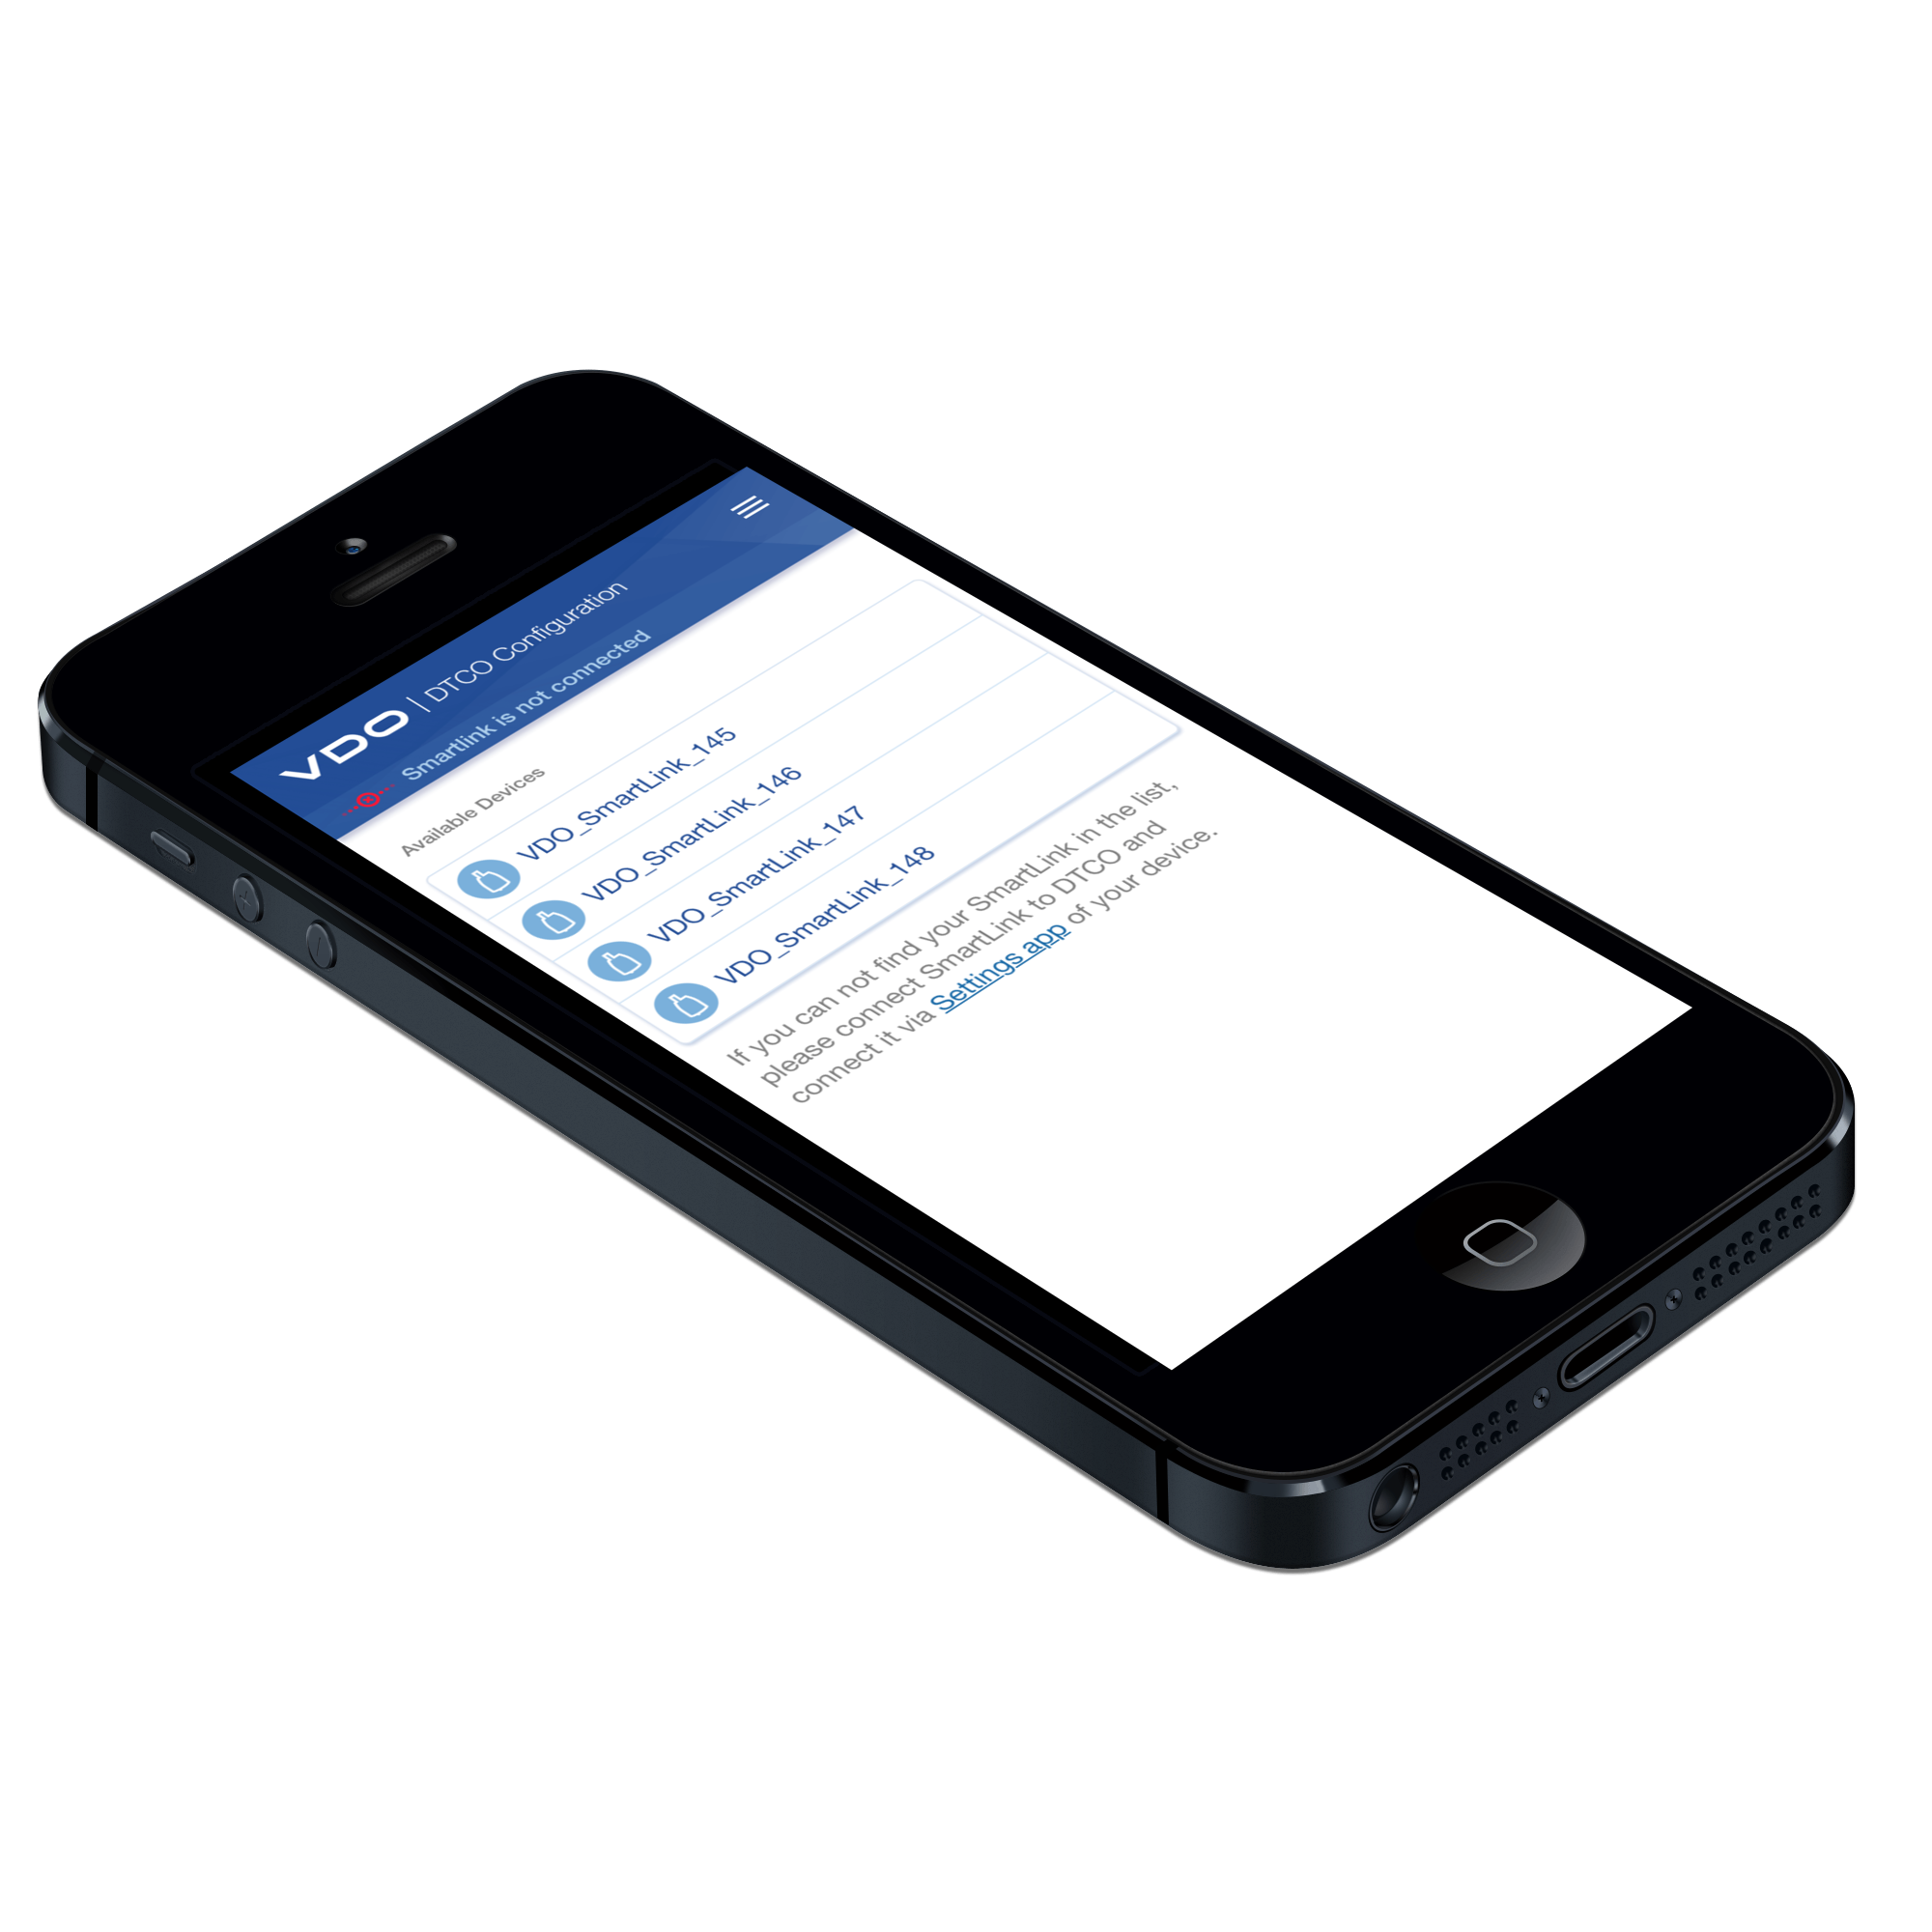 VDO | DTCO Configuration
Smartlink is not connected
Available Devices
VDO_SmartLink_145
VDO_SmartLink_146
VDO_SmartLink_147
VDO_SmartLink_148
If you can not find your SmartLink in the list,
please connect SmartLink to DTCO and
connect it via Settings app of your device.